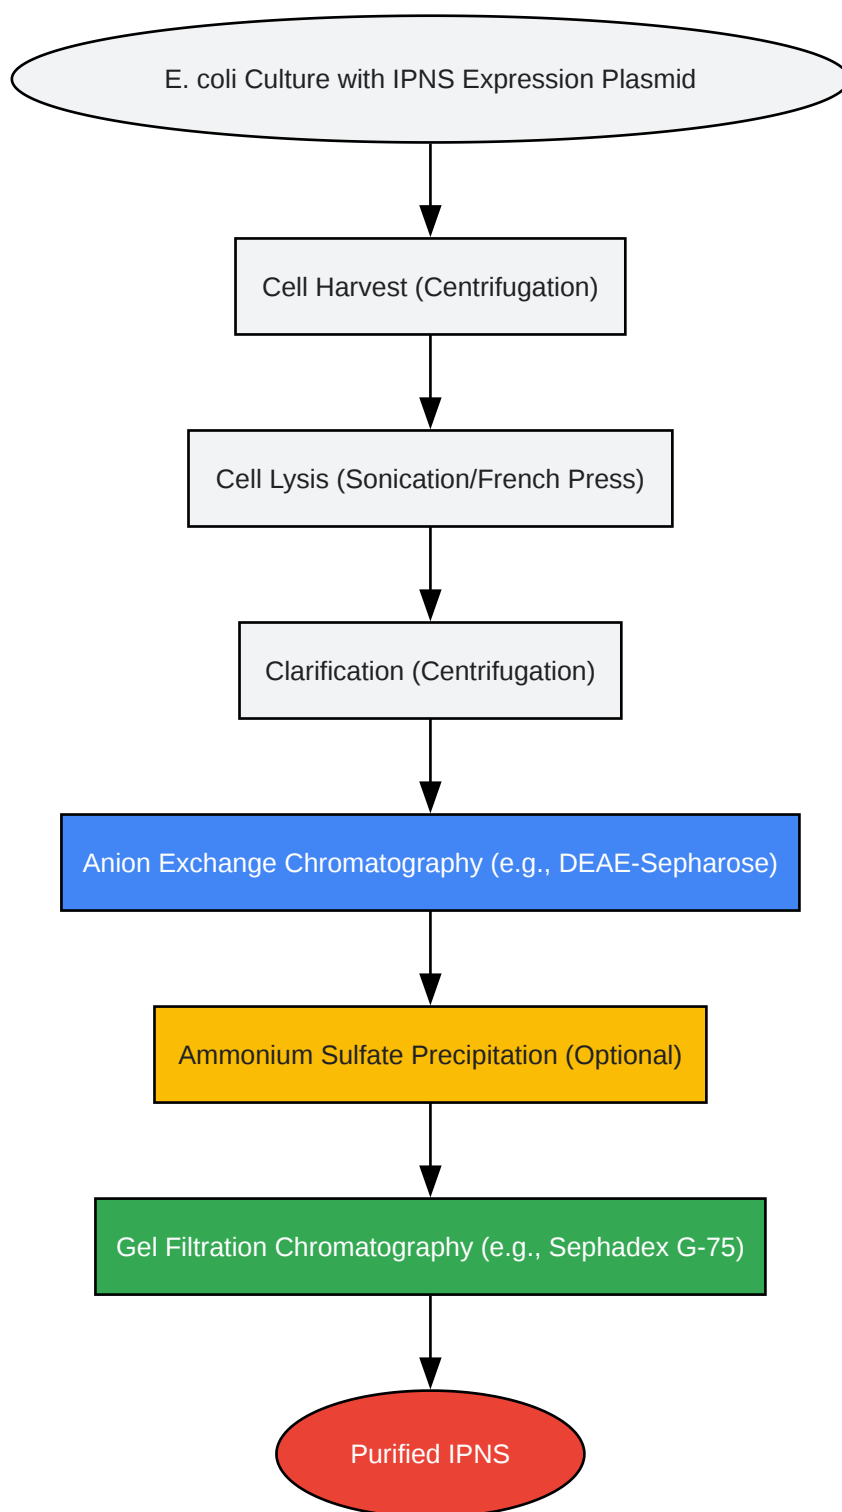 E. coli Culture with IPNS Expression Plasmid
Cell Harvest (Centrifugation)
Cell Lysis (Sonication/French Press)
Clarification (Centrifugation)
Anion Exchange Chromatography (e.g., DEAE-Sepharose)
Ammonium Sulfate Precipitation (Optional)
Gel Filtration Chromatography (e.g., Sephadex G-75)
Purified IPNS